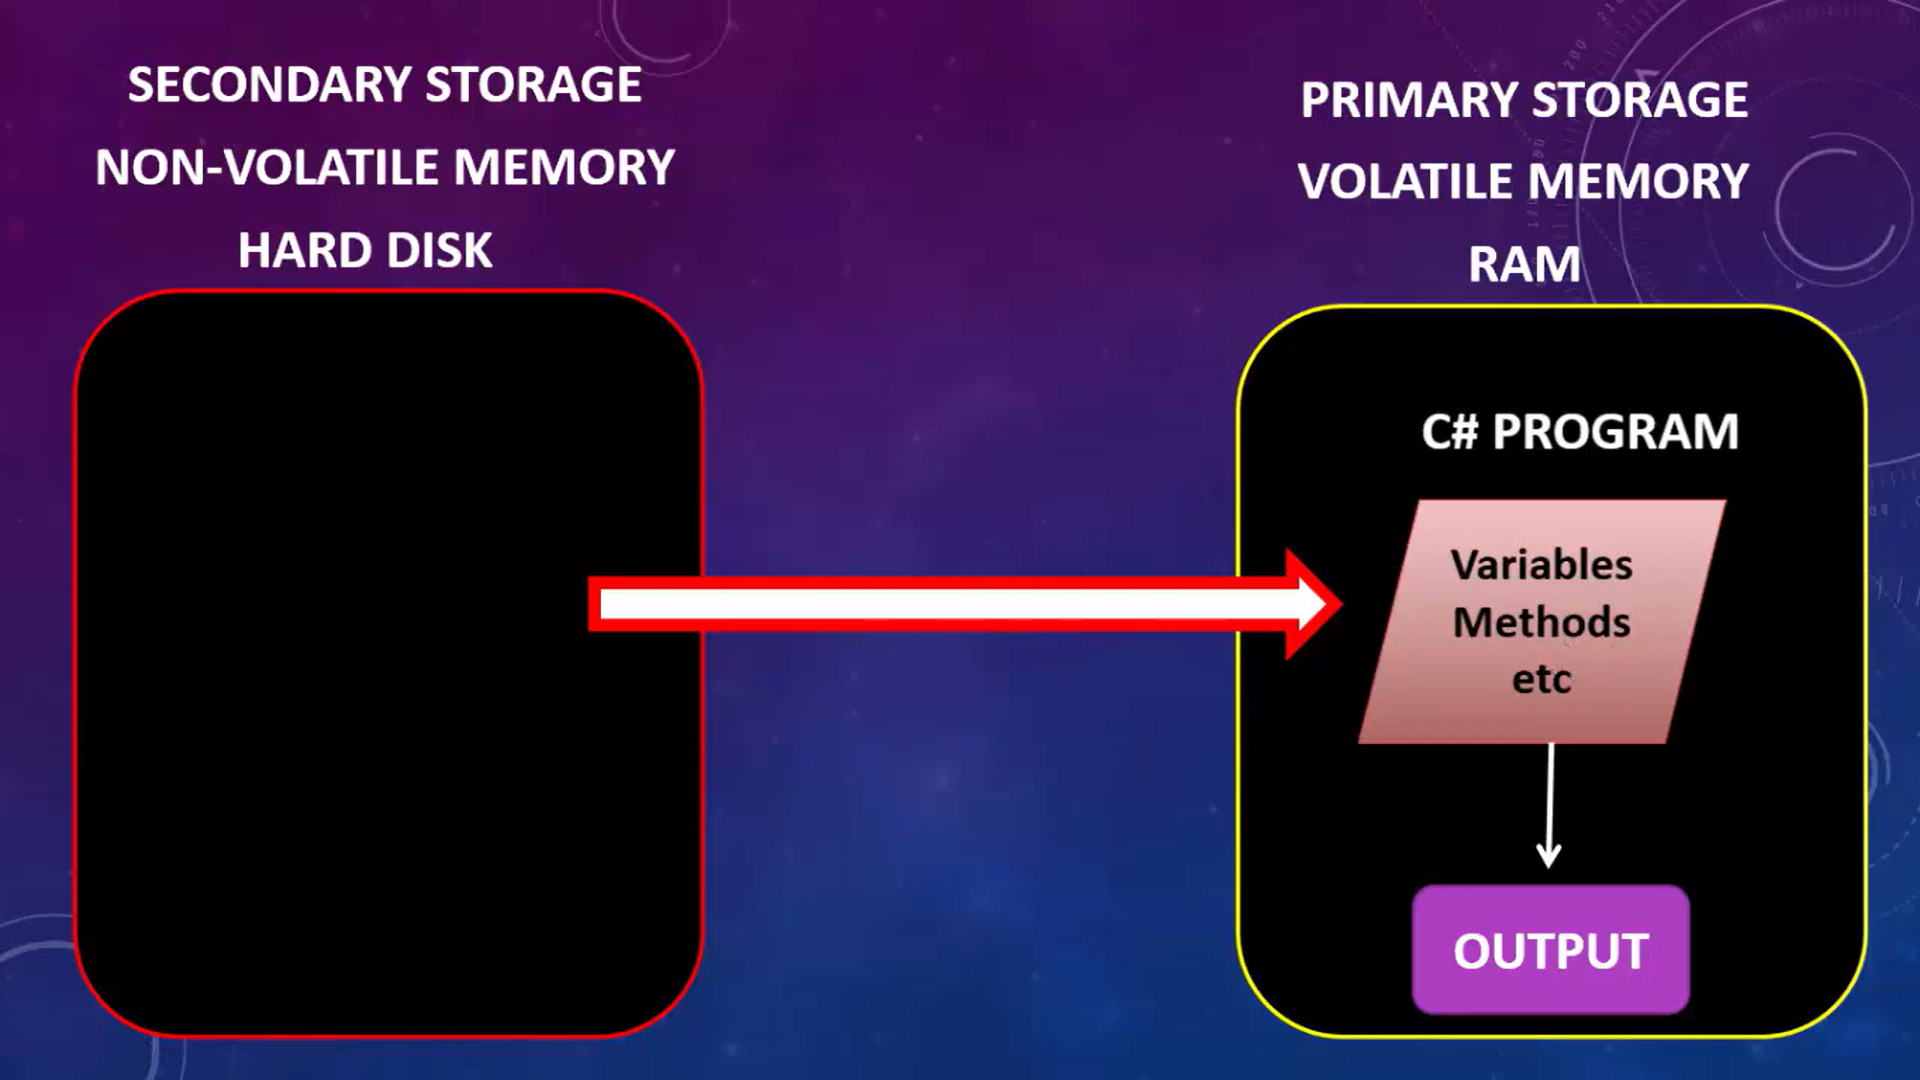 SECONDARY STORAGE
NON-VOLATILE MEMORY
HARD DISK
PRIMARY STORAGE
VOLATILE MEMORY
RAM
C# PROGRAM
Variables
Methods
etc
OUTPUT